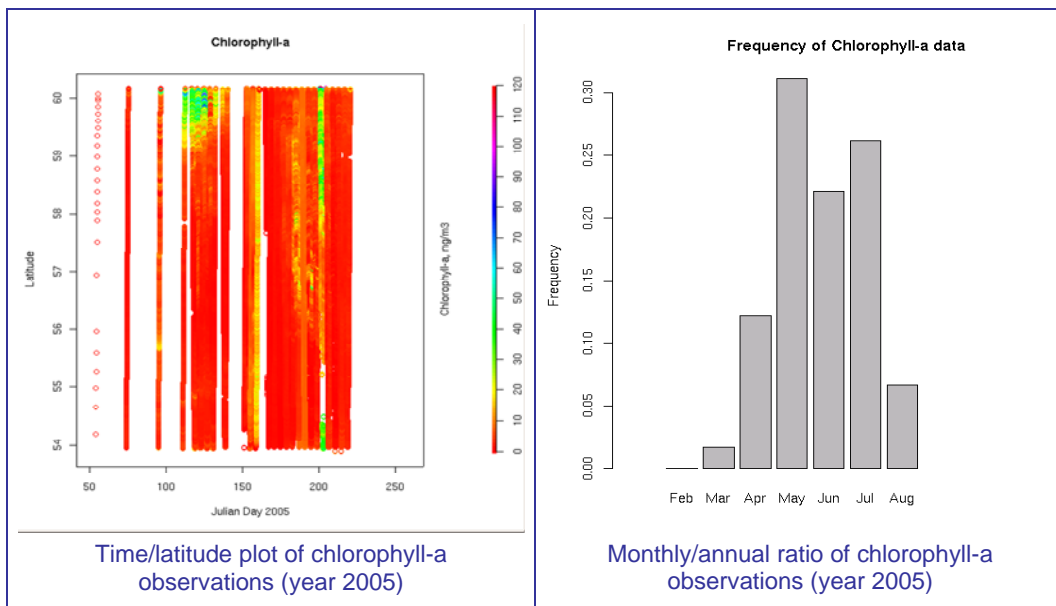 Chlorophyll-a
60
59
58
57
56
55
54
Latitude
50 100 150 200 250
Julian Day 2005
120
110
100
90
80
70
60
50
40
30
20
10
0
Chlorophyll-a, mg/m3
Time/latitude plot of chlorophyll-a
observations (year 2005)
Frequency of Chlorophyll-a data
0.30
0.25
0.20
0.15
0.10
0.05
0.00
Frequency
Feb Mar Apr May Jun Jul Aug
Monthly/annual ratio of chlorophyll-a
observations (year 2005)